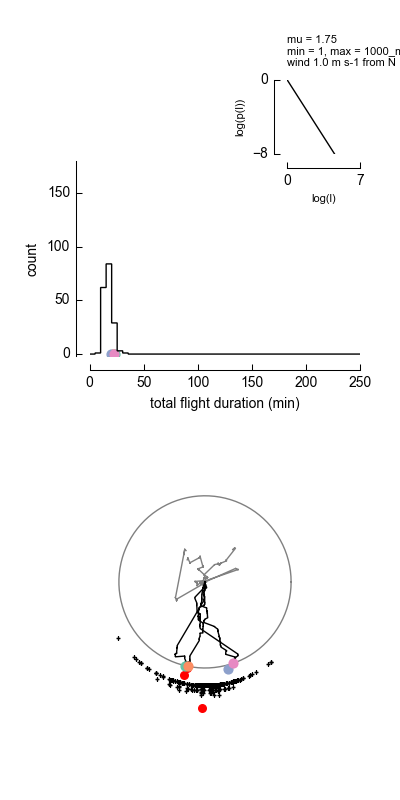 mu = 1.75
min = 1, max = 1000_m
wind 1.0 m s-1 from N
0
log(p(l))
−8
0 7
log(l)
150
100
50
0
count
0 50 100 150 200 250
total flight duration (min)